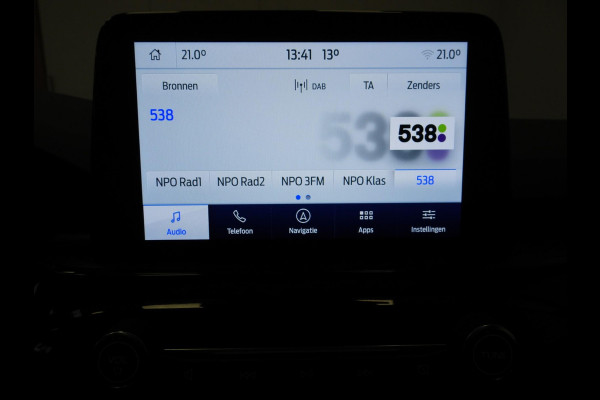 21.0° 13:41 13° 21.0°
Bronnen DAB TA Zenders
538
538
538
NPO Rad1 NPO Rad2 NPO 3FM NPO Klas 538
Audio Telefoon Navigatie Apps Instellingen